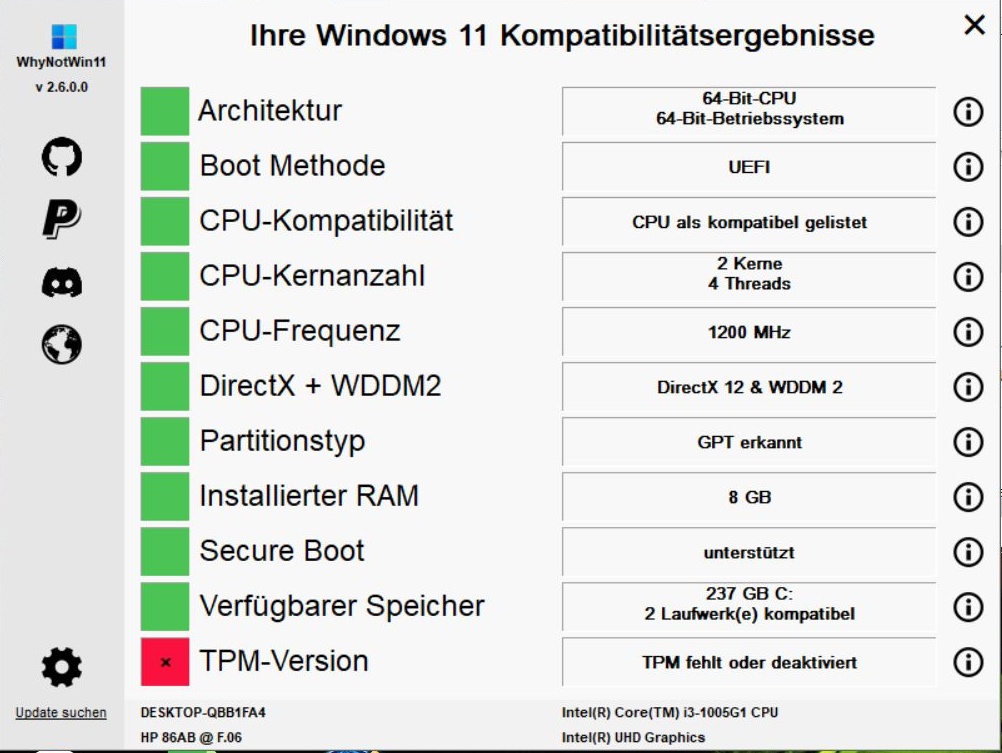 Ihre Windows 11 Kompatibilitätsergebnisse
WhyNotWin11
v 2.6.0.0
Architektur
64-Bit-CPU
64-Bit-Betriebssystem
Boot Methode
UEFI
CPU-Kompatibilität
CPU als kompatibel gelistet
CPU-Kernanzahl
2 Kerne
4 Threads
CPU-Frequenz
1200 MHz
DirectX + WDDM2
DirectX 12 & WDDM 2
Partitionstyp
GPT erkannt
Installierter RAM
8 GB
Secure Boot
unterstützt
Verfügbarer Speicher
237 GB C:
2 Laufwerk(e) kompatibel
TPM-Version
TPM fehlt oder deaktiviert
Update suchen
DESKTOP-QBB1FA4
Intel(R) Core(TM) i3-1005G1 CPU
HP 86AB @ F.06
Intel(R) UHD Graphics